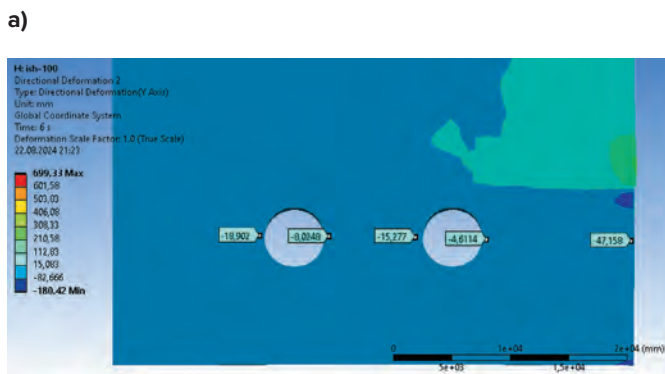 a)
H: ish-100
Directional Deformation 2
Type: Directional Deformation(Y Axis)
Unit: mm
Global Coordinate System
Time: 6 s
Deformation Scale Factor: 1.0 (True Scale)
22.08.2024 21:23
699,33 Max
601,58
503,83
406,08
308,33
210,58
112,83
15,083
-82,666
-180,42 Min
-18,902
-8,0248
-15,277
-4,6114
-47,158
0
1e+04
2e+04 (mm)
5e+03
1,5e+04